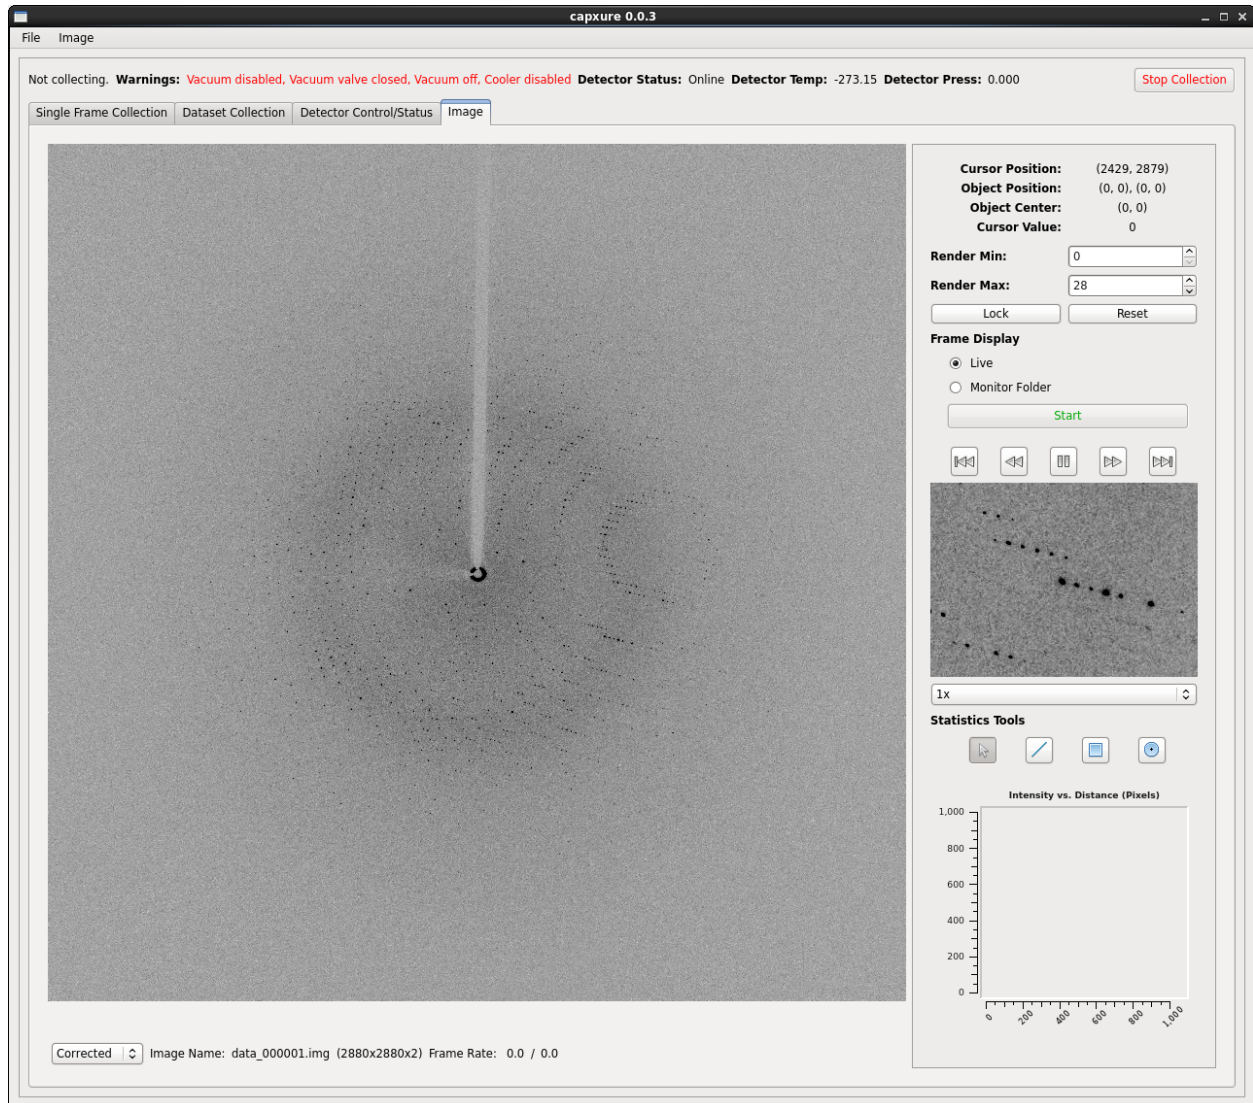 capxure 0.0.3
File Image
Not collecting. Warnings: Vacuum disabled, Vacuum valve closed, Vacuum off, Cooler disabled Detector Status: Online Detector Temp: -273.15 Detector Press: 0.000
Stop Collection
Single Frame Collection Dataset Collection Detector Control/Status Image
Cursor Position: (2429, 2879)
Object Position: (0, 0), (0, 0)
Object Center: (0, 0)
Cursor Value: 0
Render Min: 0
Render Max: 28
Lock Reset
Frame Display
Live
Monitor Folder
Start
1x
Statistics Tools
Intensity vs. Distance (Pixels)
1,000
800
600
400
200
0
0 200 400 600 800 1,000
Corrected Image Name: data_000001.img (2880x2880x2) Frame Rate: 0.0 / 0.0